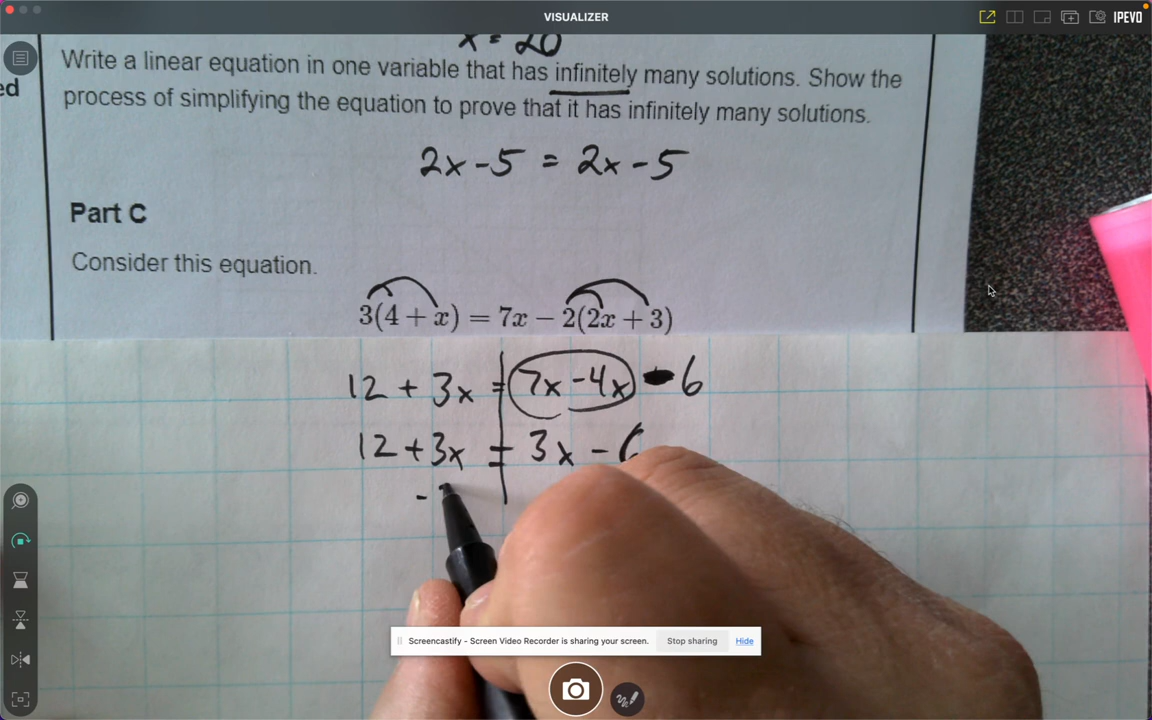 VISUALIZER
IPEVO
x = 20
ed
Write a linear equation in one variable that has infinitely many solutions. Show the
process of simplifying the equation to prove that it has infinitely many solutions.
2x - 5 = 2x - 5
Part C
Consider this equation.
3(4 + x) = 7x − 2(2x + 3)
12 + 3x = 7x - 4x - 6
12 + 3x = 3x - 6
-
Screencastify - Screen Video Recorder is sharing your screen.
Stop sharing
Hide